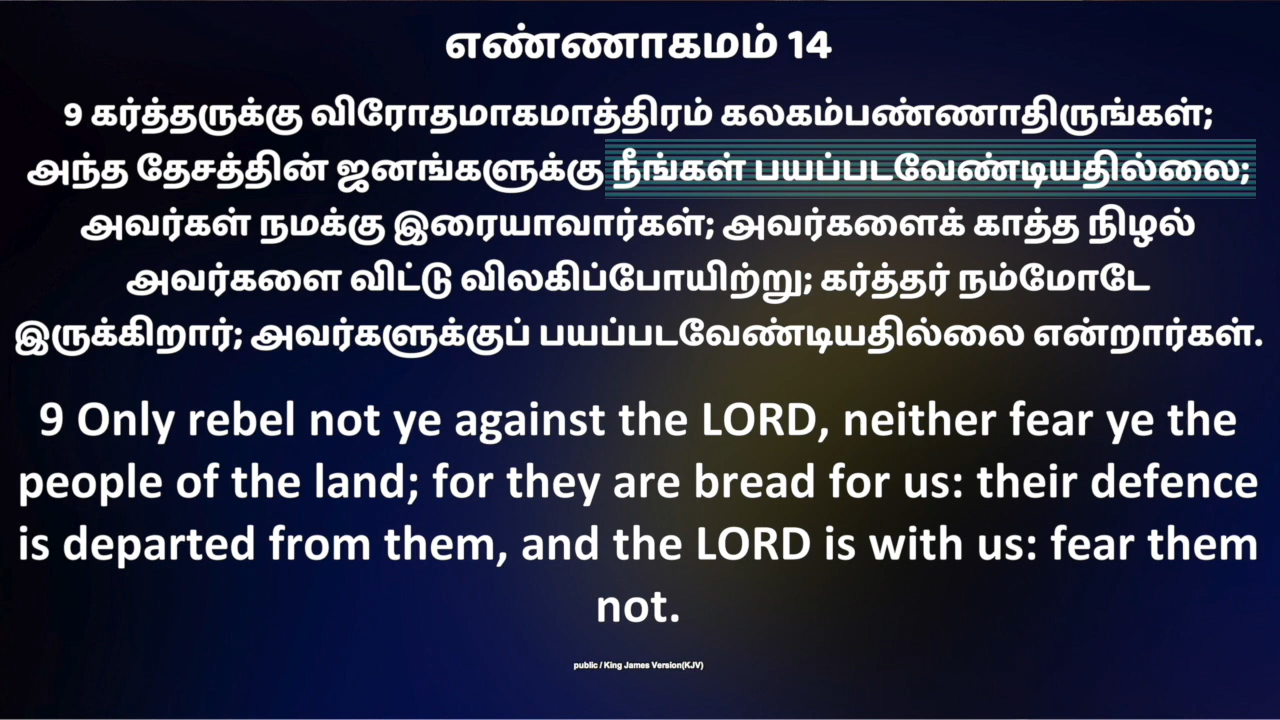 எண்ணாகமம் 14
9 கர்த்தருக்கு விரோதமாகமாத்திரம் கலகம்பண்ணாதிருங்கள்;
அந்த தேசத்தின் ஜனங்களுக்கு நீங்கள் பயப்படவேண்டியதில்லை;
அவர்கள் நமக்கு இரையாவார்கள்; அவர்களைக் காத்த நிழல்
அவர்களை விட்டு விலகிப்போயிற்று; கர்த்தர் நம்மோடே
இருக்கிறார்; அவர்களுக்குப் பயப்படவேண்டியதில்லை என்றார்கள்.
9 Only rebel not ye against the LORD, neither fear ye the
people of the land; for they are bread for us: their defence
is departed from them, and the LORD is with us: fear them
not.
public / King James Version(KJV)